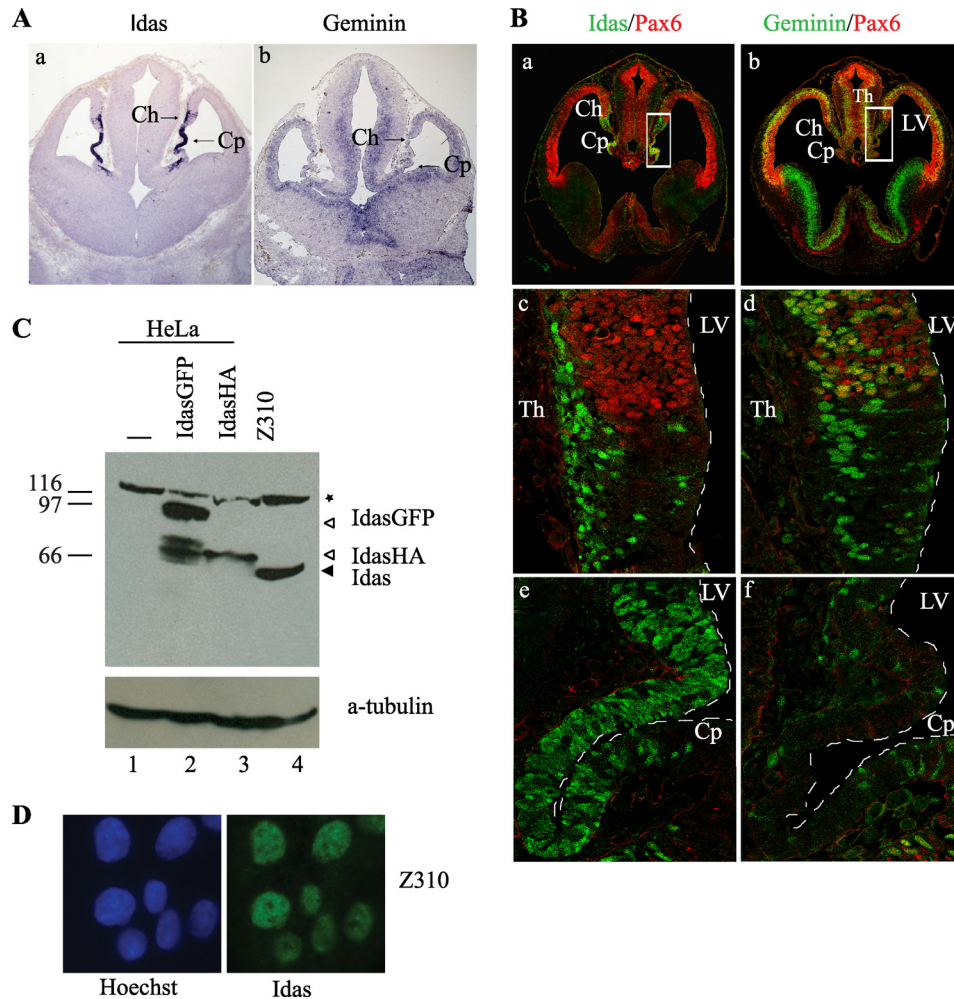 A
Idas
Geminin
a
Ch
Cp
b
Ch
Cp
B
Idas/Pax6
Geminin/Pax6
a
Ch
Cp
b
Th
LV
Ch
Cp
c
LV
Th
d
LV
Th
e
LV
Cp
f
LV
Cp
C
HeLa
—
IdasGFP
IdasHA
Z310
116
97
66
IdasGFP
IdasHA
Idas
a-tubulin
1 2 3 4
D
Z310
Hoechst
Idas